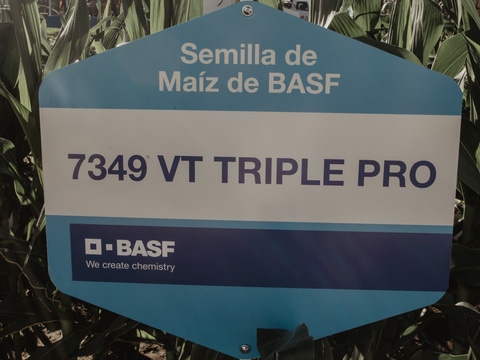 Semilla de
Maíz de BASF
7349 VT TRIPLE PRO
BASF
We create chemistry